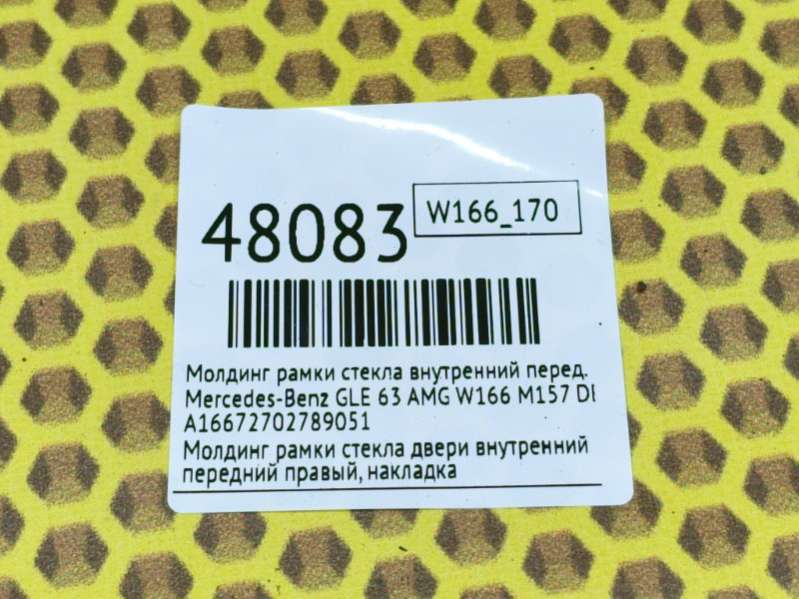 48083
W166_170
Молдинг рамки стекла внутренний перед.
Mercedes-Benz GLE 63 AMG W166 M157 DE
A16672702789051
Молдинг рамки стекла двери внутренний
передний правый, накладка